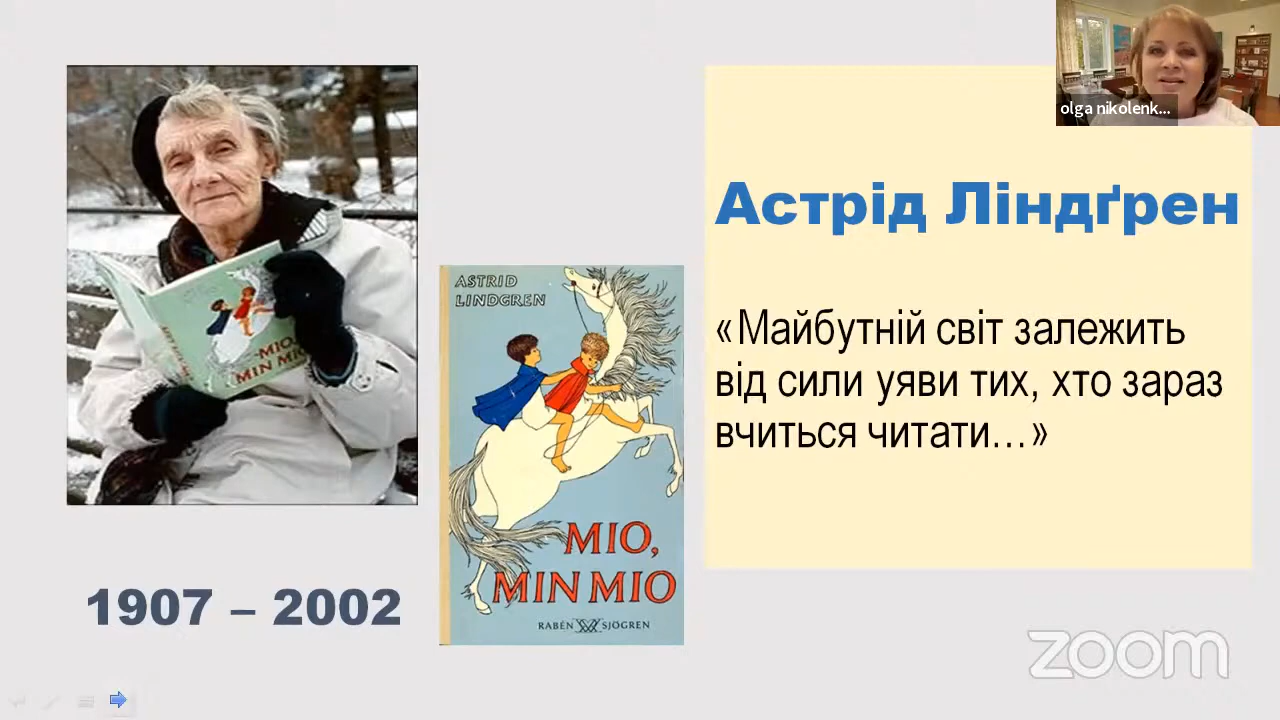 olga nikolenk...
Астрід Ліндґрен
«Майбутній світ залежить
від сили уяви тих, хто зараз
вчиться читати...»
MIO,
MIN MIO
ASTRID
LINDGREN
MIO,
MIN MIO
RABÉN SJÖGREN
1907 – 2002
zoom